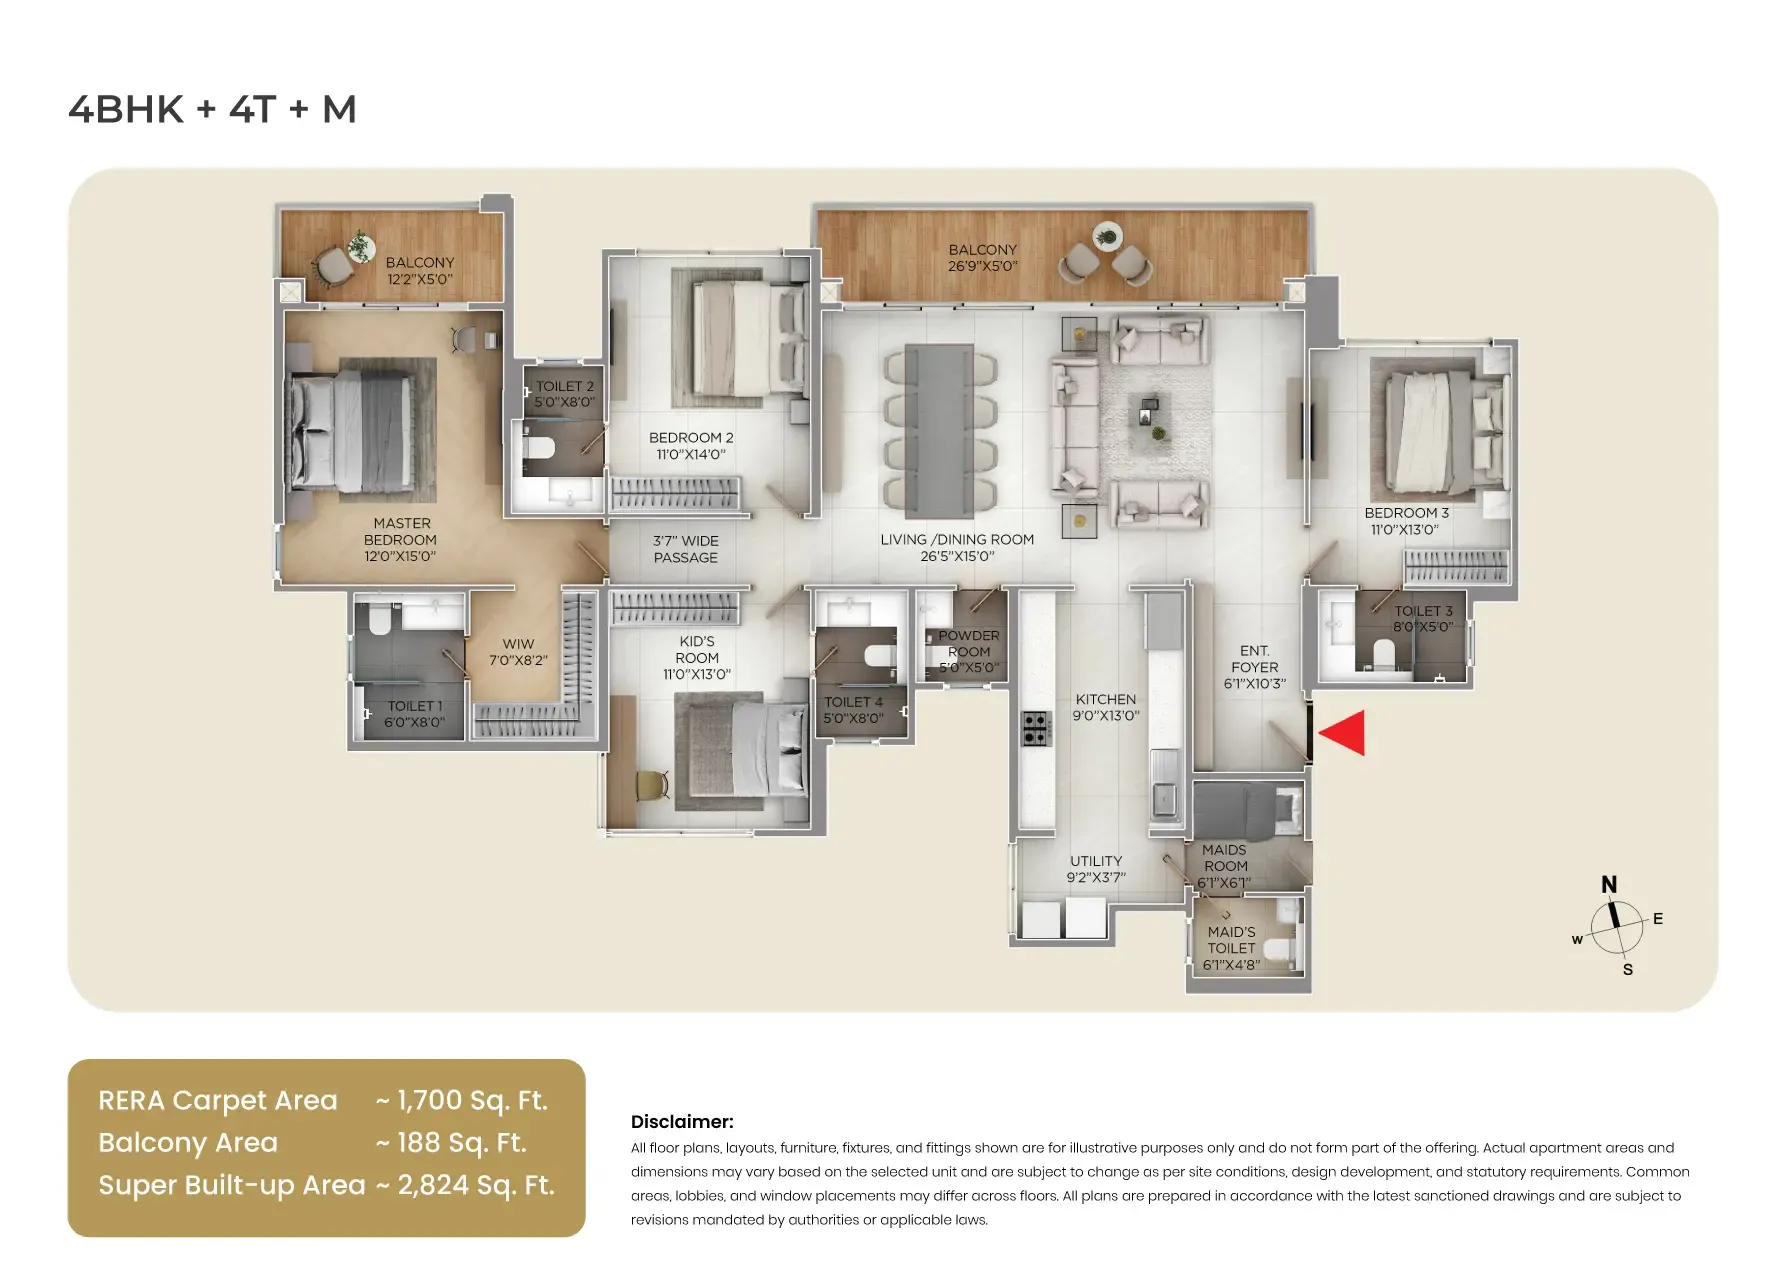 4BHK + 4T + M
BALCONY
12'2"X5'0"
BALCONY
26'9"X5'0"
TOILET 2
5'0"X8'0"
BEDROOM 2
11'0"X14'0"
MASTER
BEDROOM
12'0"X15'0"
3'7" WIDE
PASSAGE
LIVING /DINING ROOM
26'5"X15'0"
BEDROOM 3
11'0"X13'0"
WIW
7'0"X8'2"
KID'S
ROOM
11'0"X13'0"
POWDER
ROOM
5'0"X5'0"
ENT.
FOYER
6'1"X10'3"
TOILET 3
8'0"X5'0"
TOILET 1
6'0"X8'0"
TOILET 4
5'0"X8'0"
KITCHEN
9'0"X13'0"
UTILITY
9'2"X3'7"
MAIDS
ROOM
6'1"X6'1"
MAID'S
TOILET
6'1"X4'8"
N
E
W
S
RERA Carpet Area ~ 1,700 Sq. Ft.
Balcony Area ~ 188 Sq. Ft.
Super Built-up Area ~ 2,824 Sq. Ft.
Disclaimer:
All floor plans, layouts, furniture, fixtures, and fittings shown are for illustrative purposes only and do not form part of the offering. Actual apartment areas and
dimensions may vary based on the selected unit and are subject to change as per site conditions, design development, and statutory requirements. Common
areas, lobbies, and window placements may differ across floors. All plans are prepared in accordance with the latest sanctioned drawings and are subject to
revisions mandated by authorities or applicable laws.